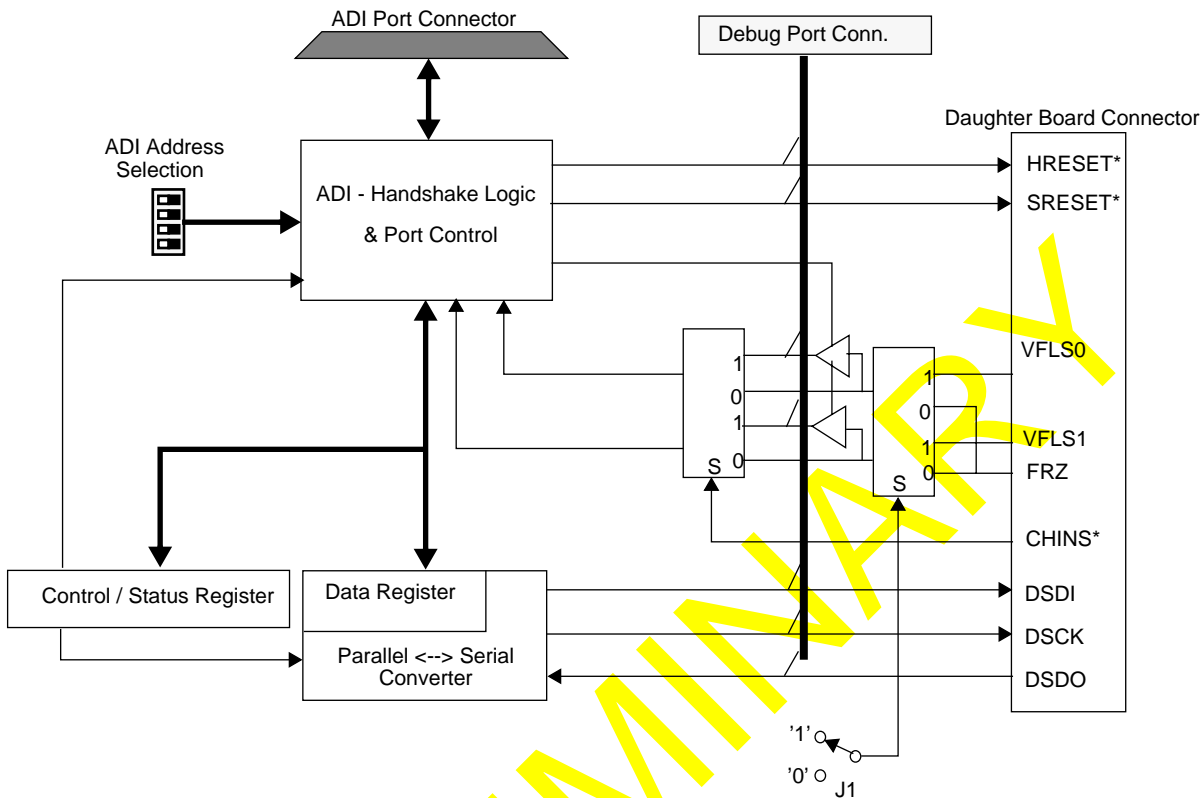 ADI Port Connector
Debug Port Conn.
Daughter Board Connector
ADI Address
Selection
ADI - Handshake Logic
& Port Control
HRESET*
SRESET*
VFLS0
1
0
1
0
S
1
0
1
0
S
VFLS1
FRZ
CHINS*
Control / Status Register
Data Register
Parallel <--> Serial
Converter
DSDI
DSCK
DSDO
'1'
'0'
J1
MINARY